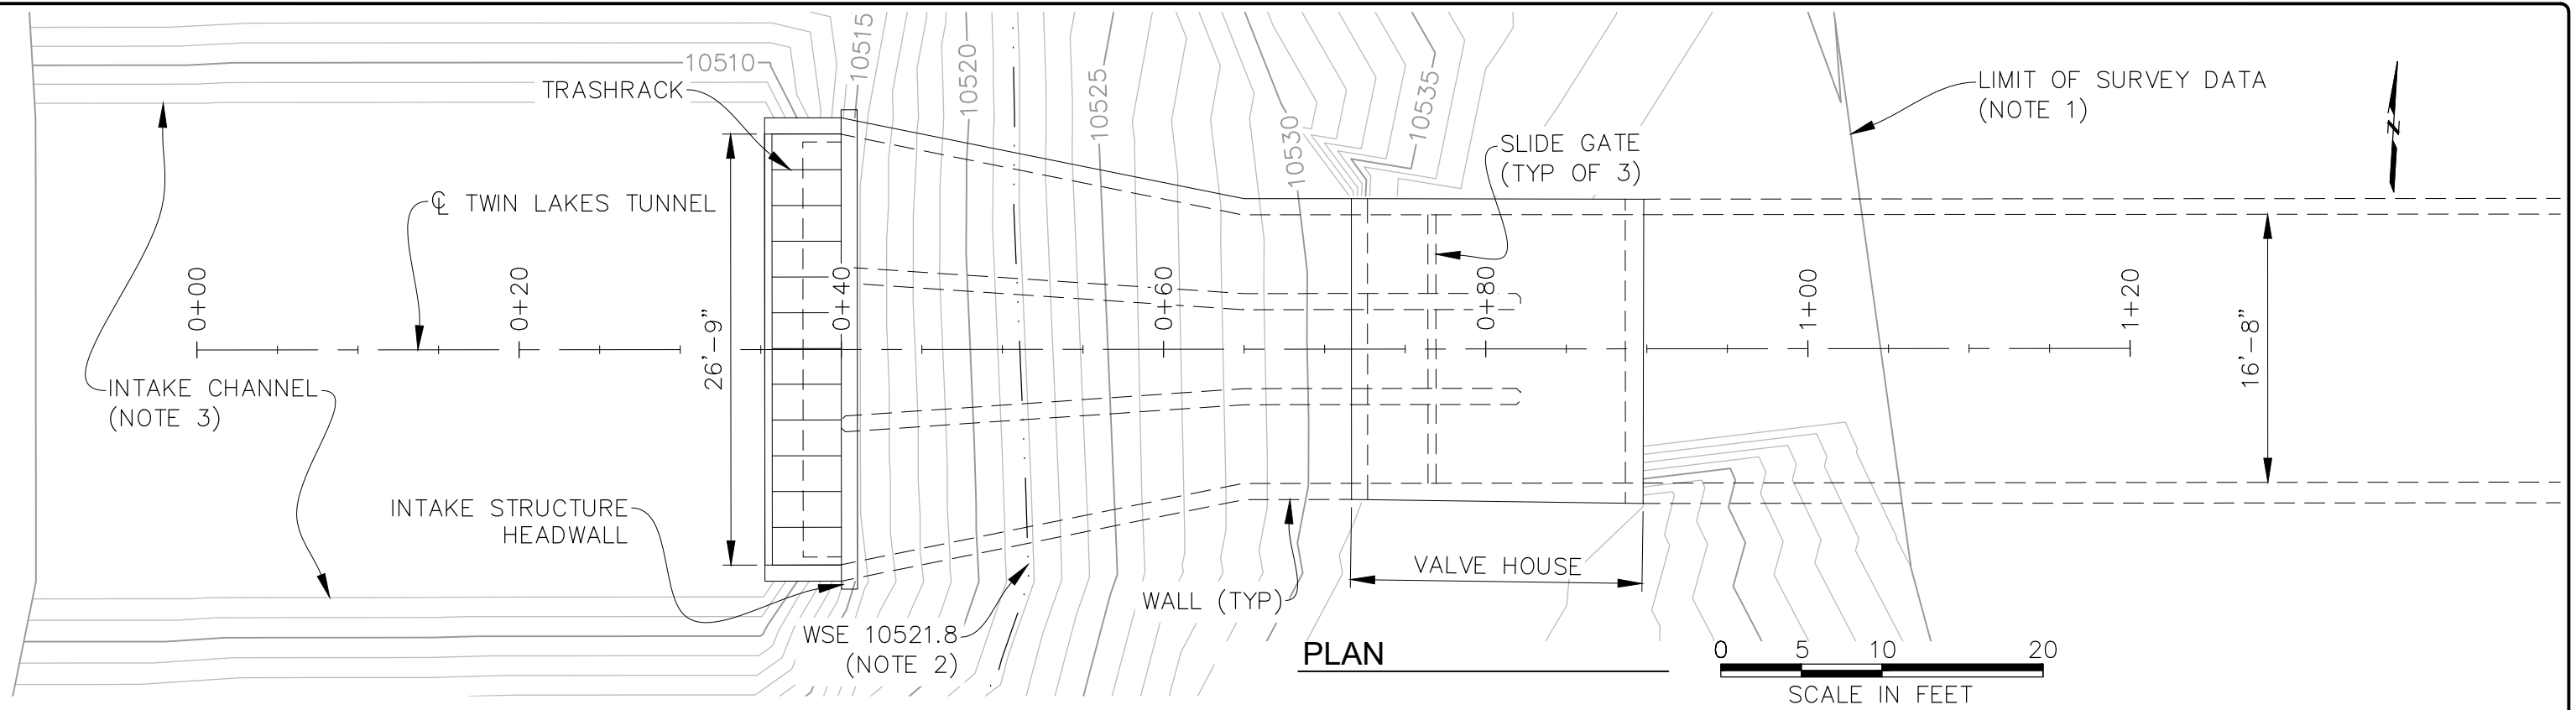 10510
10515
10520
10525
10530
10535
TRASHRACK
LIMIT OF SURVEY DATA
(NOTE 1)
N
SLIDE GATE
(TYP OF 3)
℄ TWIN LAKES TUNNEL
0+00
0+20
0+40
0+60
0+80
1+00
1+20
26'-9"
16'-8"
INTAKE CHANNEL
(NOTE 3)
INTAKE STRUCTURE
HEADWALL
VALVE HOUSE
WALL (TYP)
WSE 10521.8
(NOTE 2)
PLAN
0 5 10 20
SCALE IN FEET